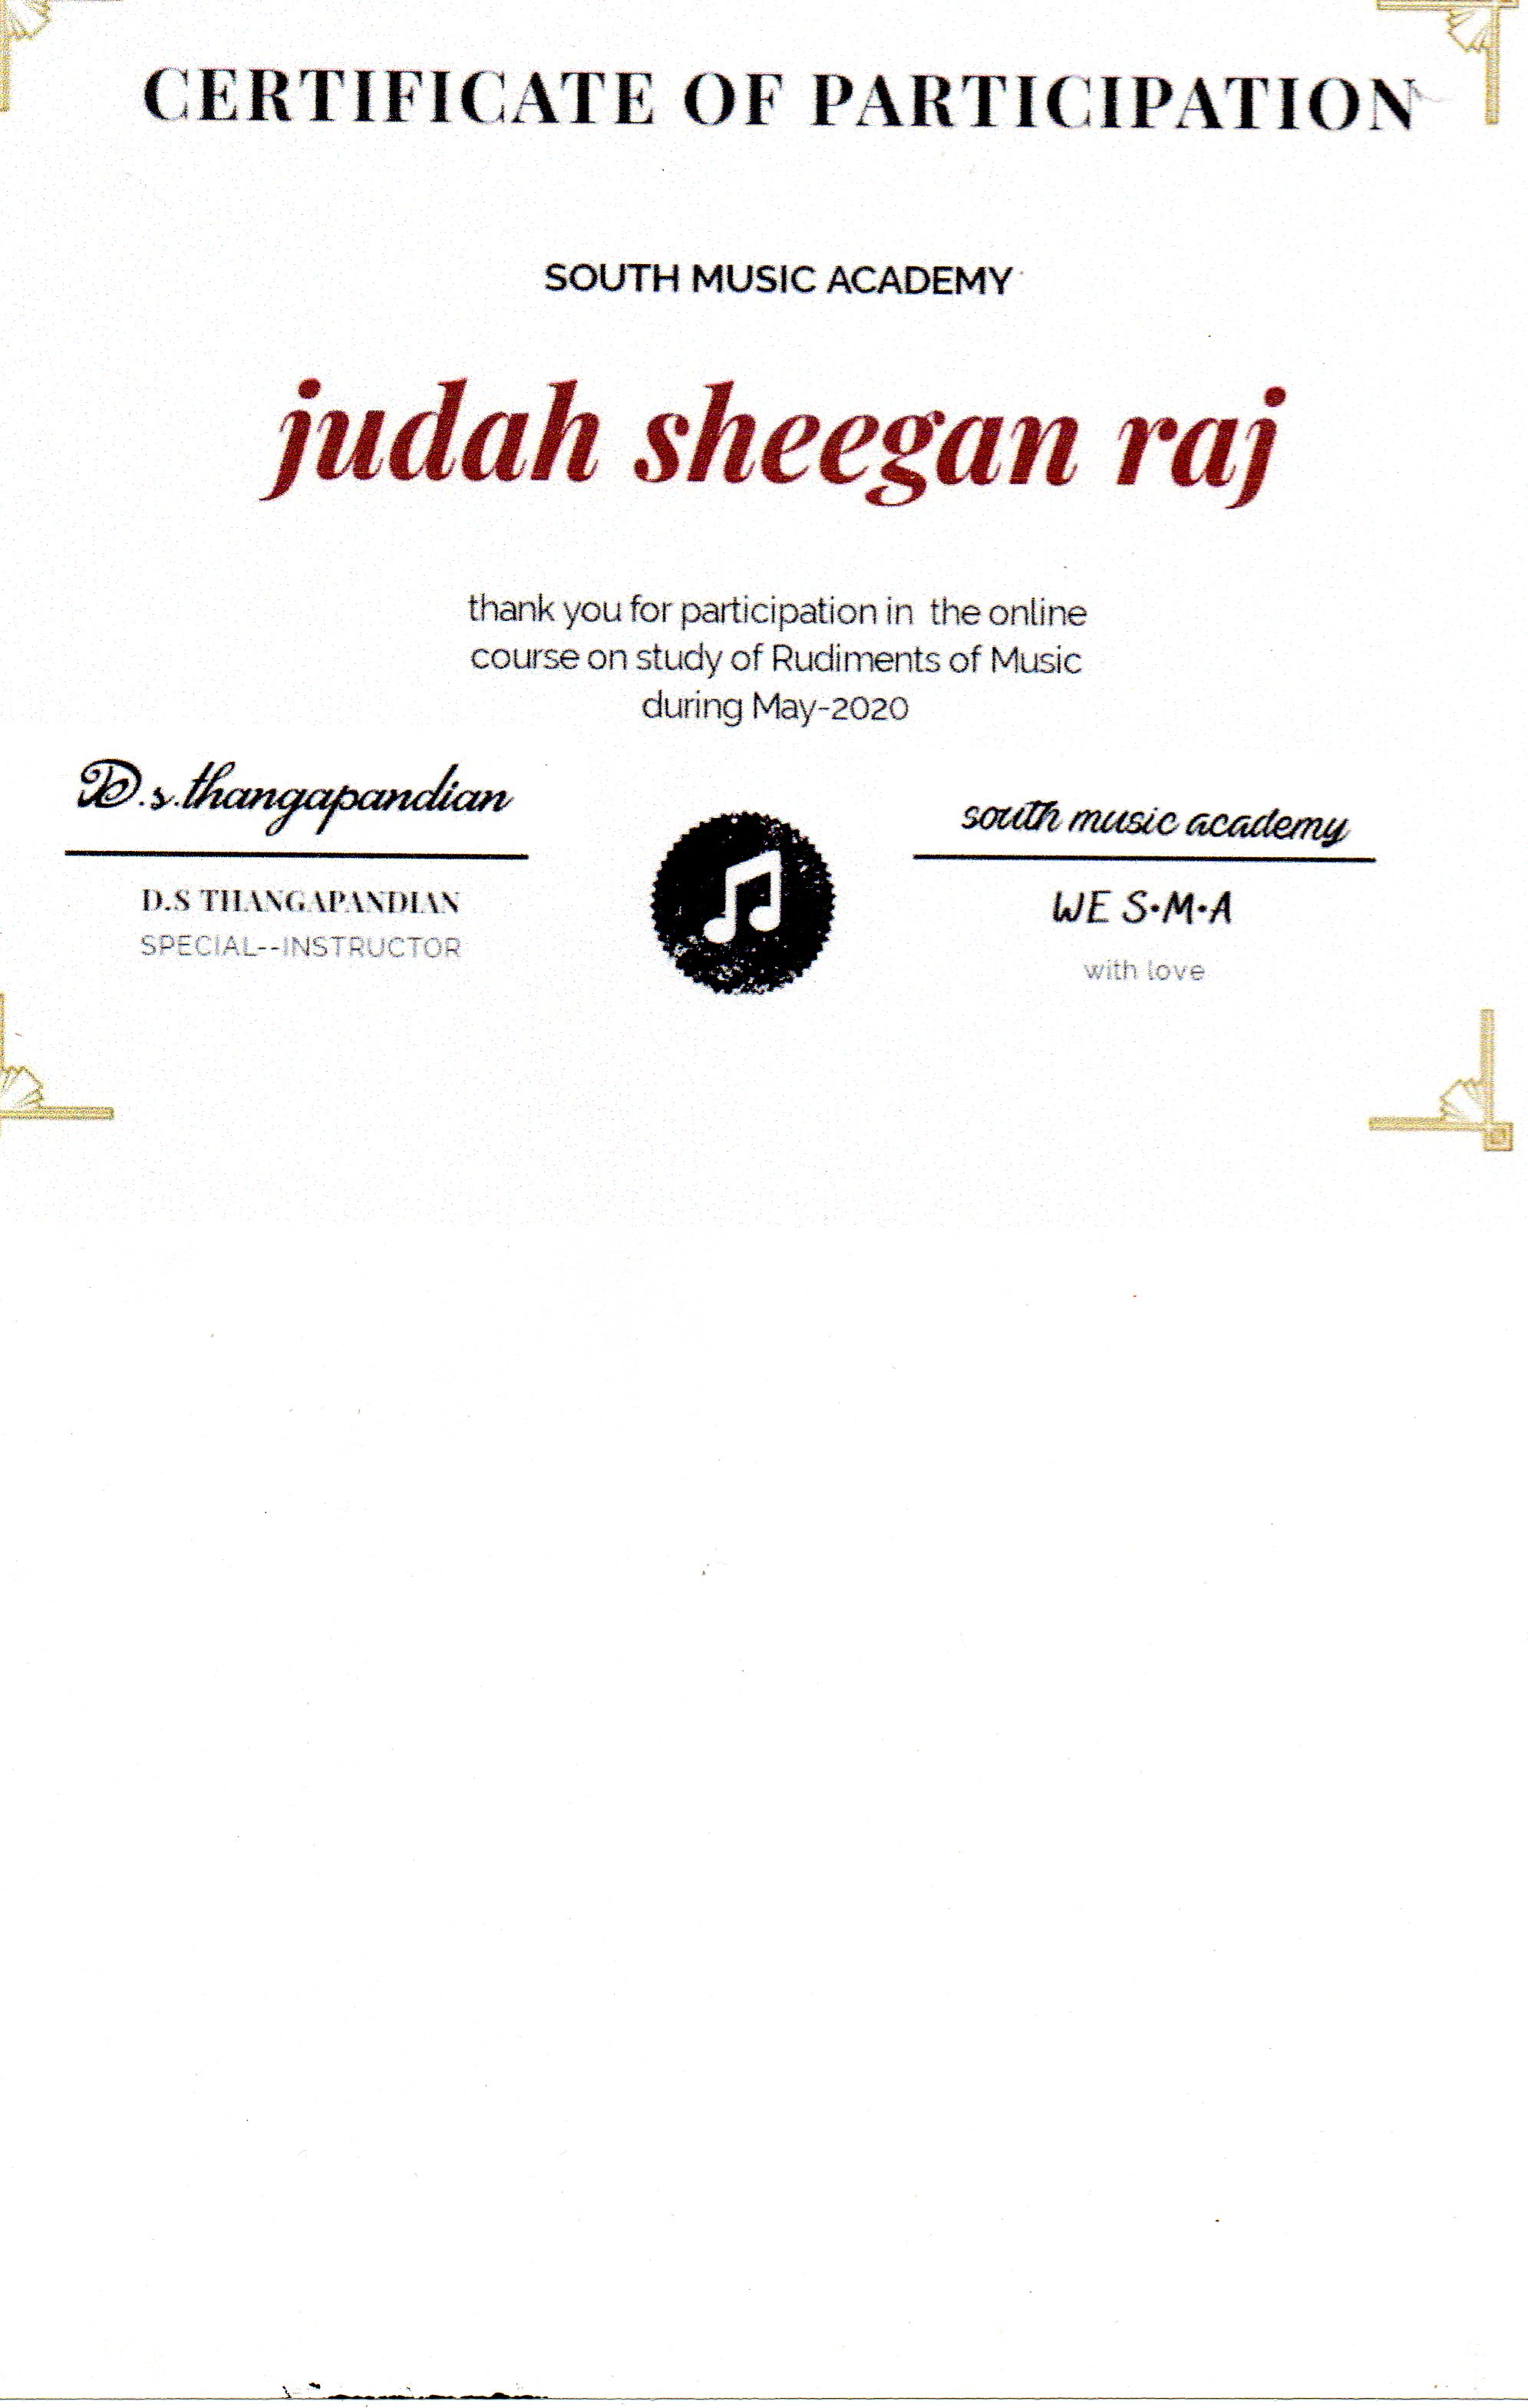 CERTIFICATE OF PARTICIPATION
SOUTH MUSIC ACADEMY
judah sheegan raj
thank you for participation in the online
course on study of Rudiments of Music
during May-2020
D.s.thangapandian
D.S THANGAPANDIAN
SPECIAL--INSTRUCTOR
south music academy
WE S.M.A
with love